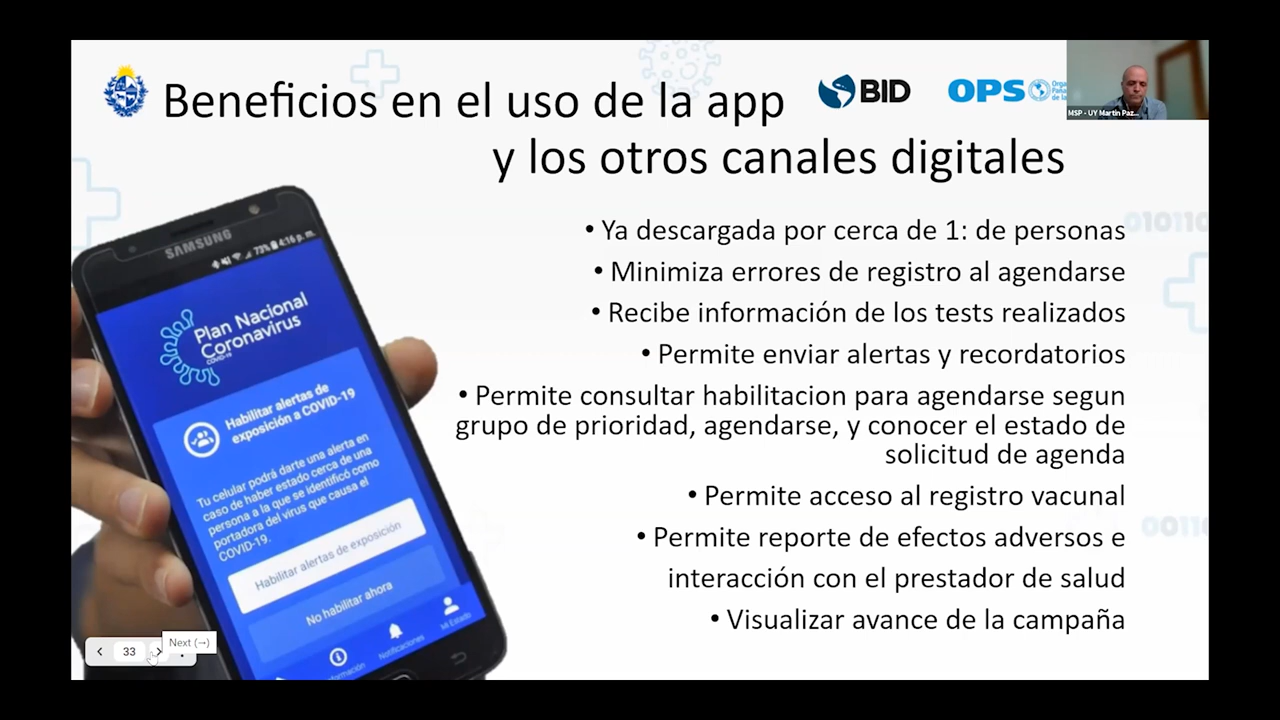 Beneficios en el uso de la app
y los otros canales digitales
BID
OPS
MSP - UY Martin Paz...
• Ya descargada por cerca de 1: de personas
• Minimiza errores de registro al agendarse
• Recibe información de los tests realizados
• Permite enviar alertas y recordatorios
• Permite consultar habilitacion para agendarse segun
grupo de prioridad, agendarse, y conocer el estado de
solicitud de agenda
• Permite acceso al registro vacunal
• Permite reporte de efectos adversos e
interacción con el prestador de salud
• Visualizar avance de la campaña
SAMSUNG
73% 4:16 p.m.
Plan Nacional
Coronavirus
COVID-19
Habilitar alertas de
exposición a COVID-19
Tu celular podrá darte una alerta en
caso de haber estado cerca de una
persona a la que se identificó como
portadora del virus que causa el
COVID-19.
Habilitar alertas de exposición
No habilitar ahora
Notificaciones
Mi Estado
33
Next (→)